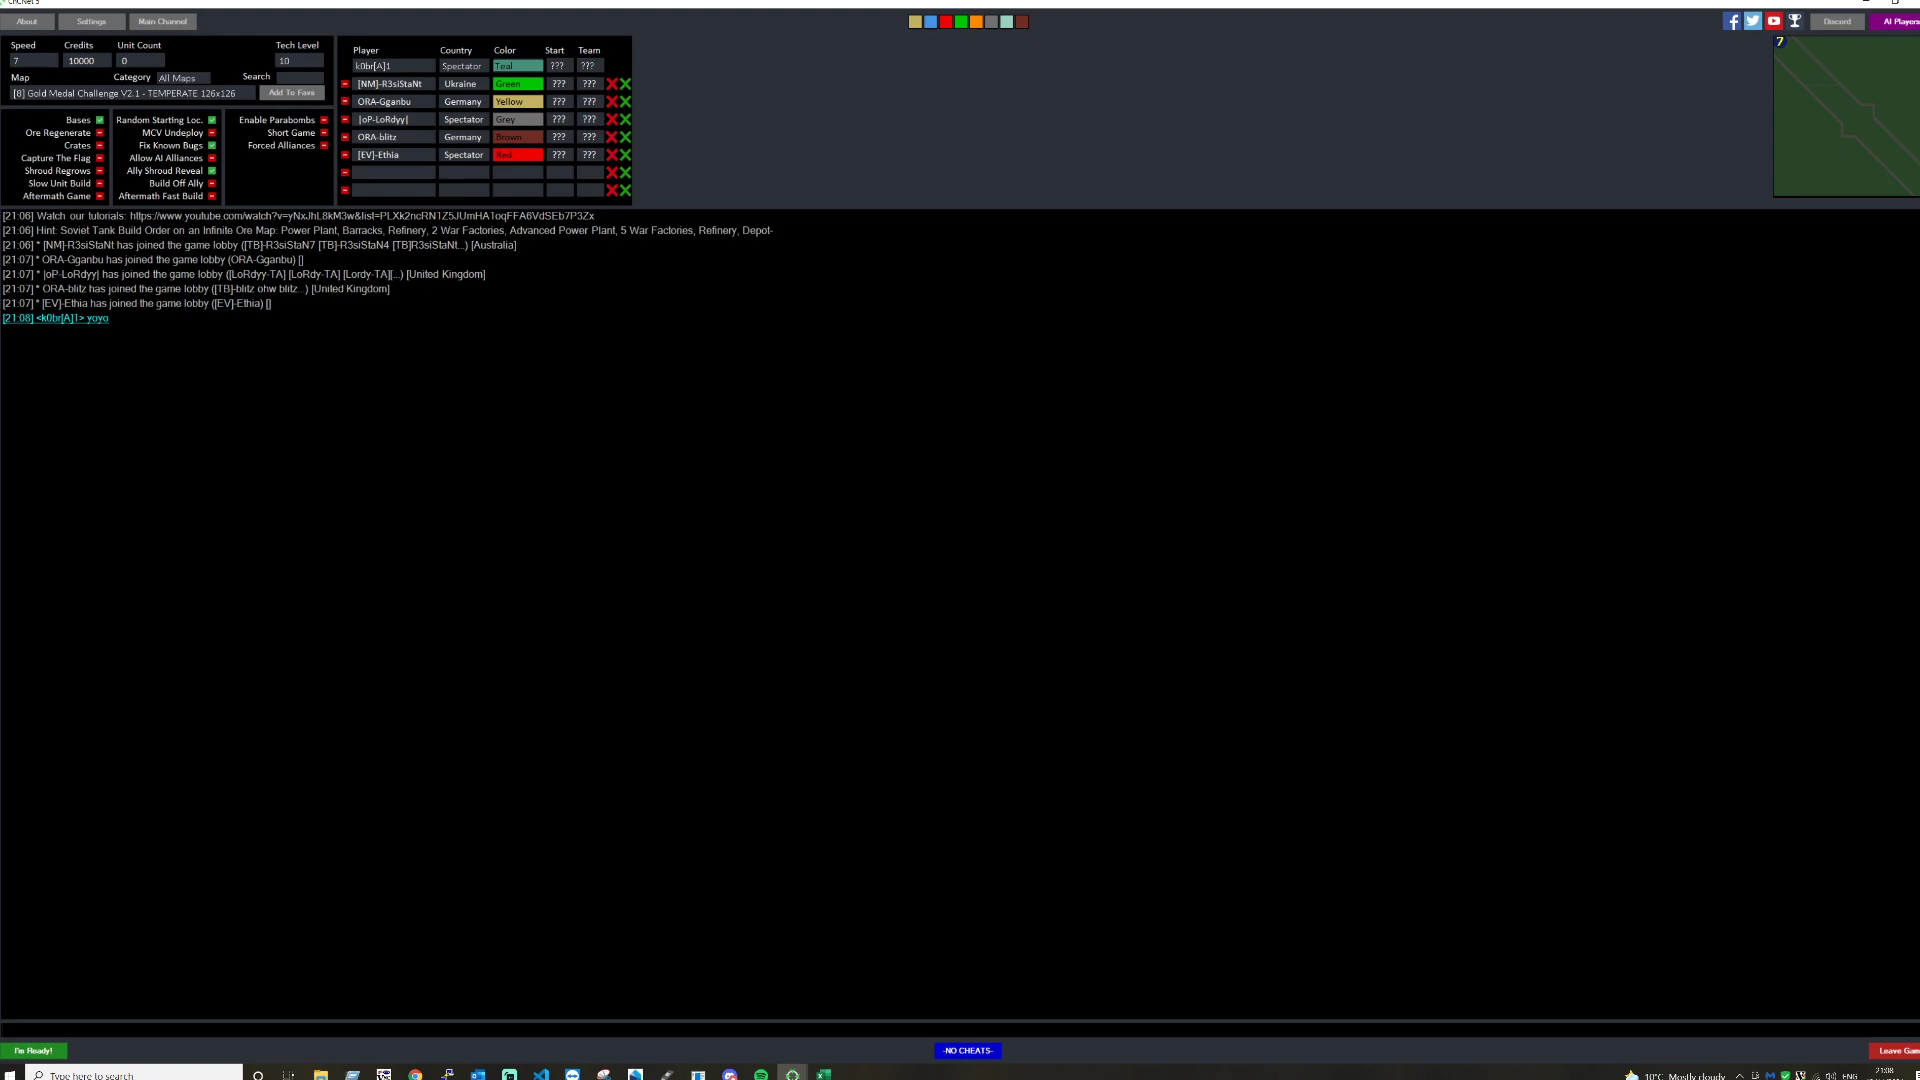 CnCNet 5
About Settings Main Channel
Discord AI Players
Speed Credits Unit Count Tech Level
7 10000 0 10
Map Category All Maps Search
[8] Gold Medal Challenge V2.1 - TEMPERATE 126x126 Add To Favs
Bases Random Starting Loc. Enable Parabombs
Ore Regenerate MCV Undeploy Short Game
Crates Fix Known Bugs Forced Alliances
Capture The Flag Allow AI Alliances
Shroud Regrows Ally Shroud Reveal
Slow Unit Build Build Off Ally
Aftermath Game Aftermath Fast Build
Player Country Color Start Team
k0br[A]1 Spectator Teal ??? ???
[NM]-R3siStaNt Ukraine Green ??? ???
ORA-Gganbu Germany Yellow ??? ???
|oP-LoRdyy| Spectator Grey ??? ???
ORA-blitz Germany Brown ??? ???
[EV]-Ethia Spectator Red ??? ???
7
[21:06] Watch our tutorials: https://www.youtube.com/watch?v=yNxJhL8kM3w&list=PLXk2ncRN1Z5JUmHA1oqFFA6VdSEb7P3Zx
[21:06] Hint: Soviet Tank Build Order on an Infinite Ore Map: Power Plant, Barracks, Refinery, 2 War Factories, Advanced Power Plant, 5 War Factories, Refinery, Depot-
[21:06] * [NM]-R3siStaNt has joined the game lobby ([TB]-R3siStaN7 [TB]-R3siStaN4 [TB]R3siStaNt...) [Australia]
[21:07] * ORA-Gganbu has joined the game lobby (ORA-Gganbu) []
[21:07] * |oP-LoRdyy| has joined the game lobby ([LoRdyy-TA] [LoRdy-TA] [Lordy-TA][...) [United Kingdom]
[21:07] * ORA-blitz has joined the game lobby ([TB]-blitz ohw blitz...) [United Kingdom]
[21:07] * [EV]-Ethia has joined the game lobby ([EV]-Ethia) []
[21:08] <k0br[A]1> yoyo
I'm Ready! -NO CHEATS- Leave Gam
Type here to search 10°C Mostly cloudy ENG 21:08